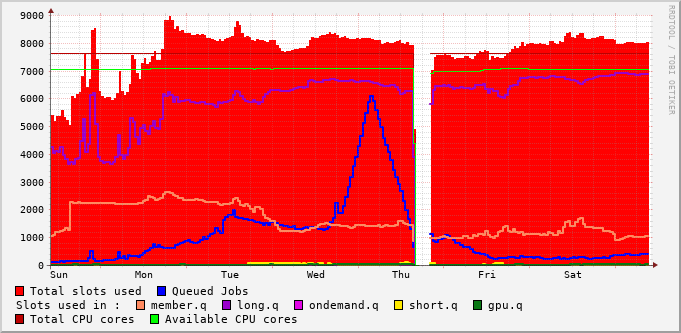 RRDTOOL / TOBI OETIKER
9000
8000
7000
6000
5000
4000
3000
2000
1000
0
Sun Mon Tue Wed Thu Fri Sat
Total slots used Queued Jobs
Slots used in : member.q long.q ondemand.q short.q gpu.q
Total CPU cores Available CPU cores